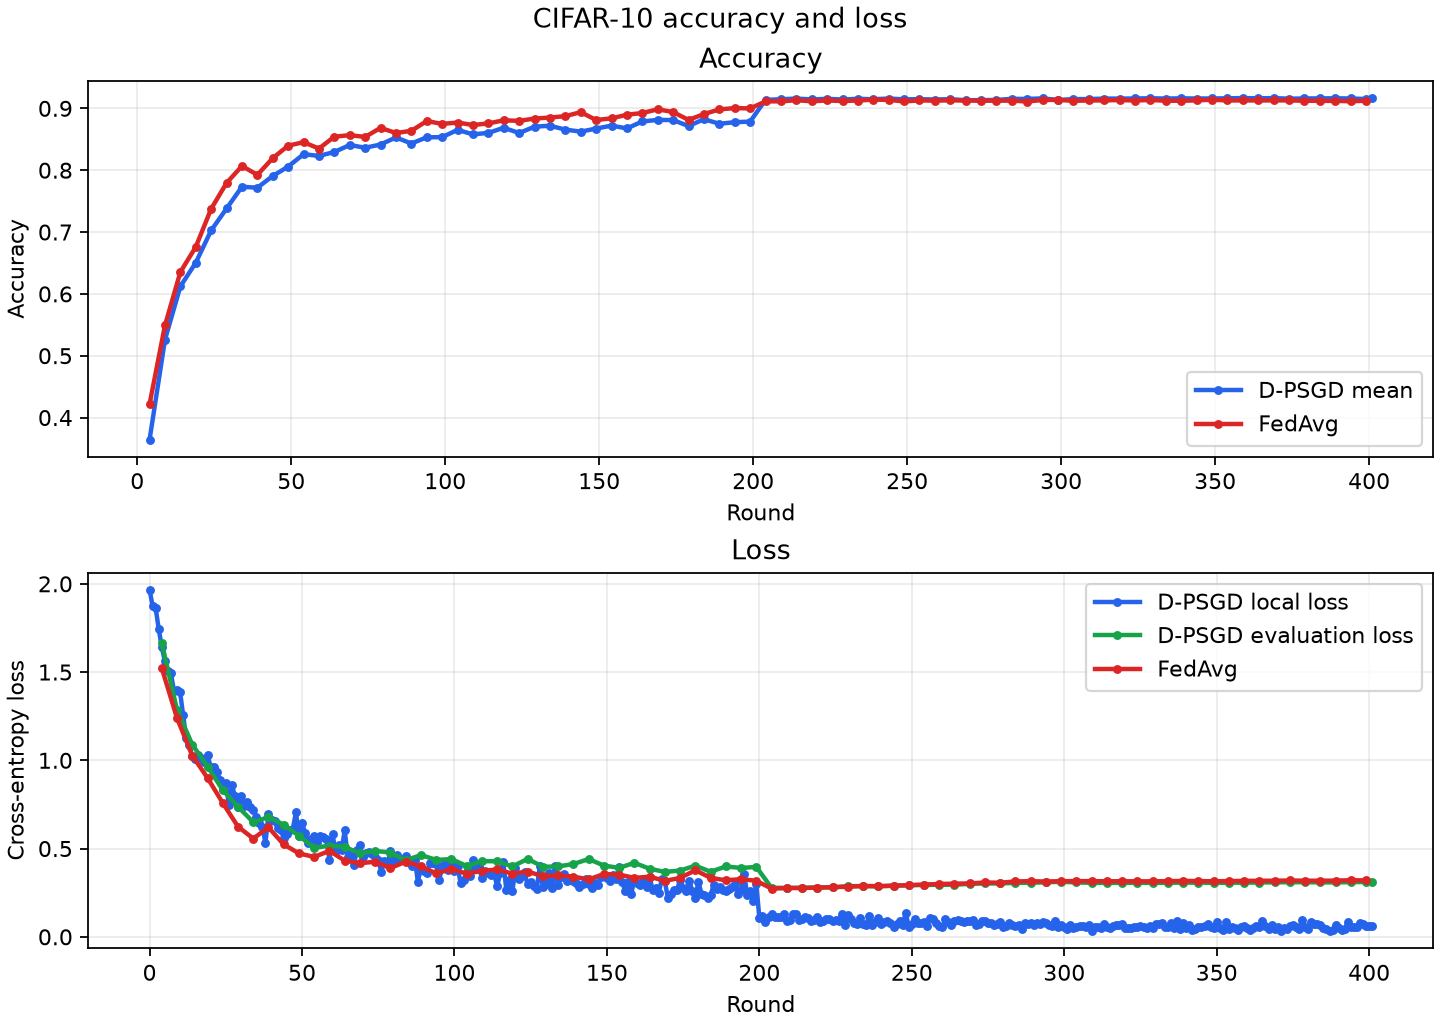 CIFAR-10 accuracy and loss
Accuracy
Accuracy
0.9
0.8
0.7
0.6
0.5
0.4
D-PSGD mean
FedAvg
0 50 100 150 200 250 300 350 400
Round
Loss
Cross-entropy loss
2.0
1.5
1.0
0.5
0.0
D-PSGD local loss
D-PSGD evaluation loss
FedAvg
0 50 100 150 200 250 300 350 400
Round